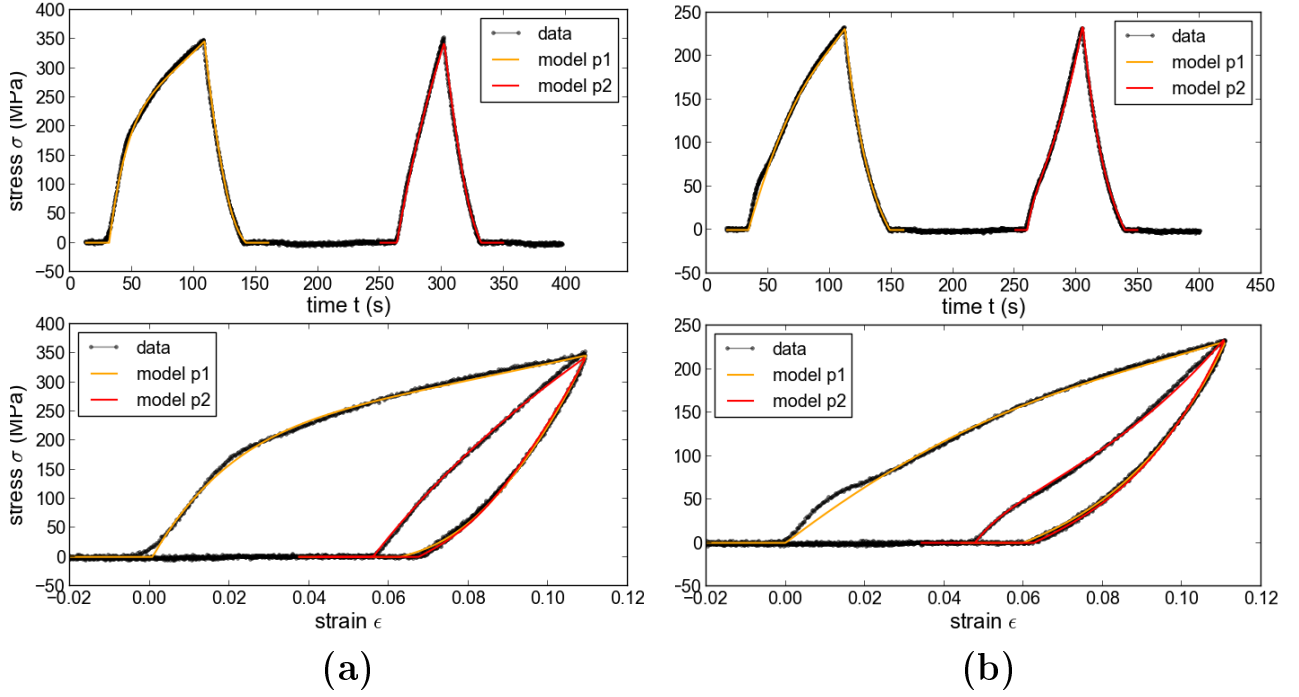 400
350
300
250
200
150
100
50
0
−50
stress σ (MPa)
data
model p1
model p2
0 50 100 150 200 250 300 350 400
time t (s)
250
200
150
100
50
0
−50
data
model p1
model p2
0 50 100 150 200 250 300 350 400 450
time t (s)
400
350
300
250
200
150
100
50
0
−50
stress σ (MPa)
data
model p1
model p2
−0.02 0.00 0.02 0.04 0.06 0.08 0.10 0.12
strain ϵ
250
200
150
100
50
0
−50
data
model p1
model p2
−0.02 0.00 0.02 0.04 0.06 0.08 0.10 0.12
strain ϵ
(a)
(b)